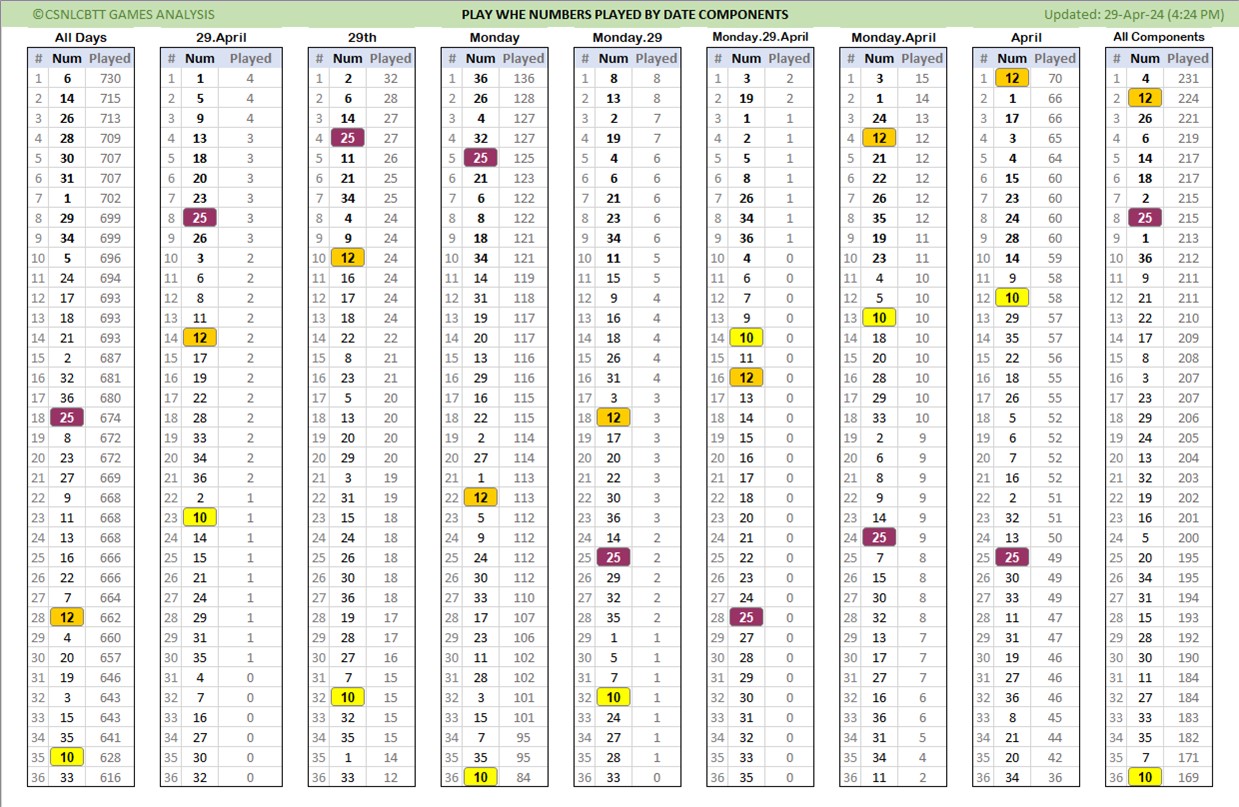 ©CSNLCBTT GAMES ANALYSIS PLAY WHE NUMBERS PLAYED BY DATE COMPONENTS Updated: 29-Apr-24 (4:24 PM)
All Days 29.April 29th Monday Monday.29 Monday.29.April Monday.April April All Components
# Num Played # Num Played # Num Played # Num Played # Num Played # Num Played # Num Played # Num Played # Num Played
1 6 730 1 1 4 1 2 32 1 36 136 1 8 8 1 3 2 1 3 15 1 12 70 1 4 231
2 14 715 2 5 4 2 6 28 2 26 128 2 13 8 2 19 2 2 1 14 2 1 66 2 12 224
3 26 713 3 9 4 3 14 27 3 4 127 3 2 7 3 1 1 3 24 13 3 17 66 3 26 221
4 28 709 4 13 3 4 25 27 4 32 127 4 19 7 4 2 1 4 12 12 4 3 65 4 6 219
5 30 707 5 18 3 5 11 26 5 25 125 5 4 6 5 5 1 5 21 12 5 4 64 5 14 217
6 31 707 6 20 3 6 21 25 6 21 123 6 6 6 6 8 1 6 22 12 6 15 60 6 18 217
7 1 702 7 23 3 7 34 25 7 6 122 7 21 6 7 26 1 7 26 12 7 23 60 7 2 215
8 29 699 8 25 3 8 4 24 8 8 122 8 23 6 8 34 1 8 35 12 8 24 60 8 25 215
9 34 699 9 26 3 9 9 24 9 18 121 9 34 6 9 36 1 9 19 11 9 28 60 9 1 213
10 5 696 10 3 2 10 12 24 10 34 121 10 11 5 10 4 0 10 23 11 10 14 59 10 36 212
11 24 694 11 6 2 11 16 24 11 14 119 11 15 5 11 6 0 11 4 10 11 9 58 11 9 211
12 17 693 12 8 2 12 17 24 12 31 118 12 9 4 12 7 0 12 5 10 12 10 58 12 21 211
13 18 693 13 11 2 13 18 24 13 19 117 13 16 4 13 9 0 13 10 10 13 29 57 13 22 210
14 21 693 14 12 2 14 22 22 14 20 117 14 18 4 14 10 0 14 18 10 14 35 57 14 17 209
15 2 687 15 17 2 15 8 21 15 13 116 15 26 4 15 11 0 15 20 10 15 22 56 15 8 208
16 32 681 16 19 2 16 23 21 16 29 116 16 31 4 16 12 0 16 28 10 16 18 55 16 3 207
17 36 680 17 22 2 17 5 20 17 16 115 17 3 3 17 13 0 17 29 10 17 26 55 17 23 207
18 25 674 18 28 2 18 13 20 18 22 115 18 12 3 18 14 0 18 33 10 18 5 52 18 29 206
19 8 672 19 33 2 19 20 20 19 2 114 19 17 3 19 15 0 19 2 9 19 6 52 19 24 205
20 23 672 20 34 2 20 29 20 20 27 114 20 20 3 20 16 0 20 6 9 20 7 52 20 13 204
21 27 669 21 36 2 21 3 19 21 1 113 21 22 3 21 17 0 21 8 9 21 16 52 21 32 203
22 9 668 22 2 1 22 31 19 22 12 113 22 30 3 22 18 0 22 9 9 22 2 51 22 19 202
23 11 668 23 10 1 23 15 18 23 5 112 23 36 3 23 20 0 23 14 9 23 32 51 23 16 201
24 13 668 24 14 1 24 24 18 24 9 112 24 14 2 24 21 0 24 25 9 24 13 50 24 5 200
25 16 666 25 15 1 25 26 18 25 24 112 25 25 2 25 22 0 25 7 8 25 25 49 25 20 195
26 22 666 26 21 1 26 30 18 26 30 112 26 29 2 26 23 0 26 15 8 26 30 49 26 34 195
27 7 664 27 24 1 27 36 18 27 33 110 27 32 2 27 24 0 27 30 8 27 33 49 27 31 194
28 12 662 28 29 1 28 19 17 28 17 107 28 35 2 28 25 0 28 32 8 28 11 47 28 15 193
29 4 660 29 31 1 29 28 17 29 23 106 29 1 1 29 27 0 29 13 7 29 31 47 29 28 192
30 20 657 30 35 1 30 27 16 30 11 102 30 5 1 30 28 0 30 17 7 30 19 46 30 30 190
31 19 646 31 4 0 31 7 15 31 28 102 31 7 1 31 29 0 31 27 7 31 27 46 31 11 184
32 3 643 32 7 0 32 10 15 32 3 101 32 10 1 32 30 0 32 16 6 32 36 46 32 27 184
33 15 643 33 16 0 33 32 15 33 15 101 33 24 1 33 31 0 33 36 6 33 8 45 33 33 183
34 35 641 34 27 0 34 35 15 34 7 95 34 27 1 34 32 0 34 31 5 34 21 44 34 35 182
35 10 628 35 30 0 35 1 14 35 35 95 35 28 1 35 33 0 35 34 4 35 20 42 35 7 171
36 33 616 36 32 0 36 33 12 36 10 84 36 33 0 36 35 0 36 11 2 36 34 36 36 10 169